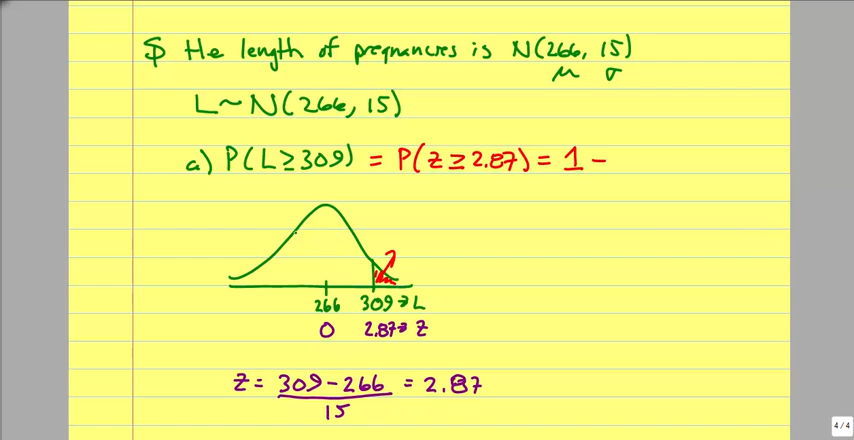 $ the length of pregnancies is N(266, 15)
μ σ
L ~ N(266, 15)
a) P(L ≥ 309) = P(Z ≥ 2.87) = 1 -
?
266 309 → L
0 2.87 → Z
Z = 309 - 266 = 2.87
15
4 / 4